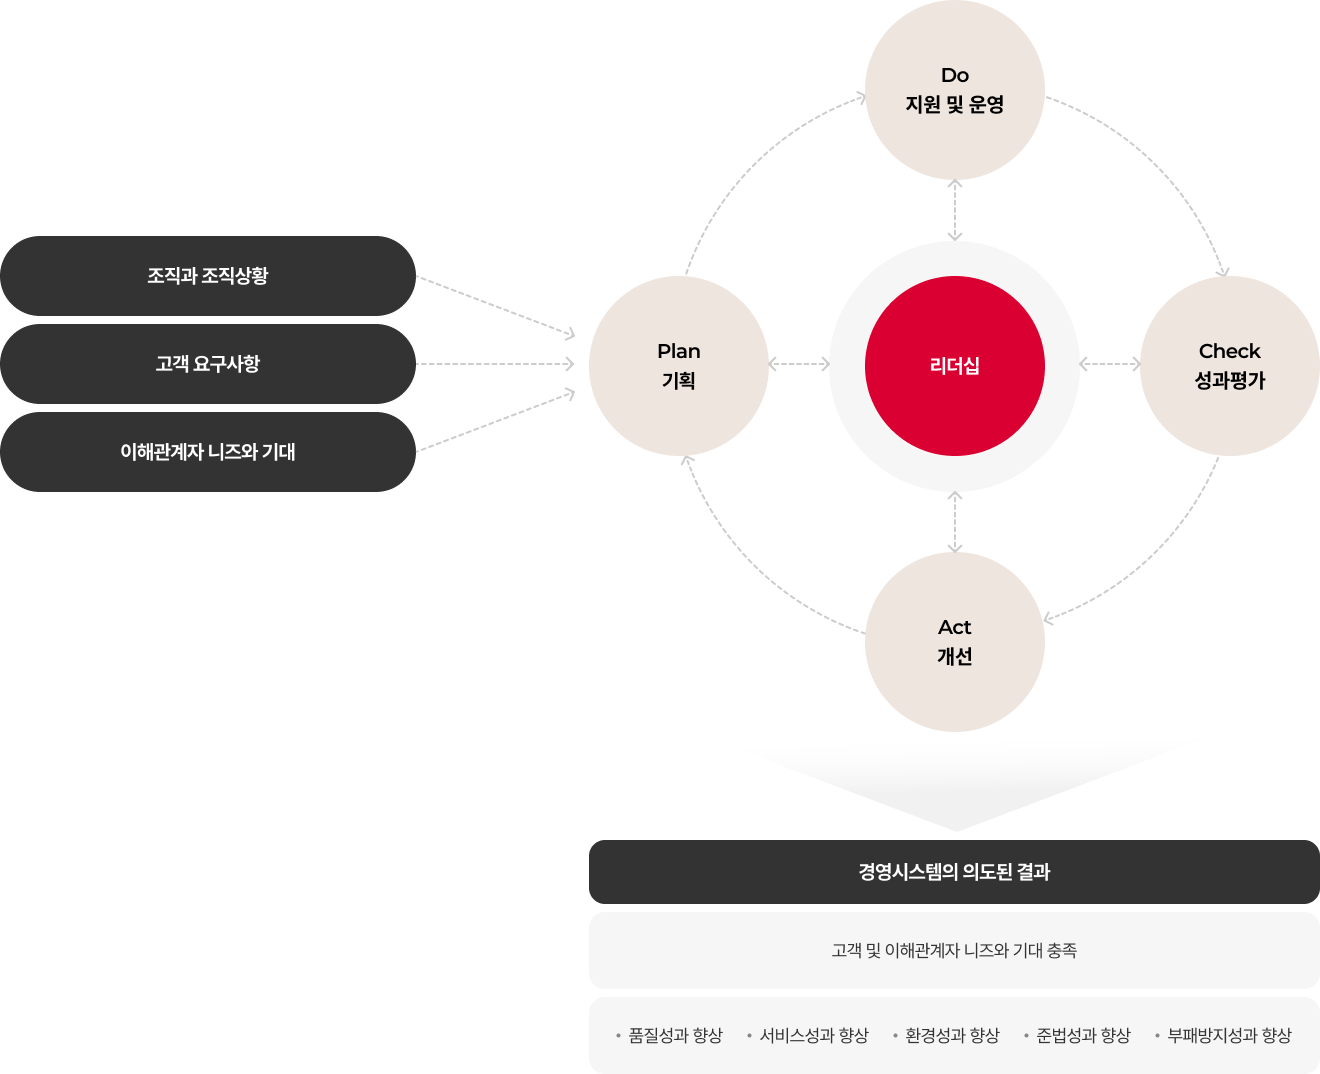 Do
지원 및 운영
조직과 조직상황
고객 요구사항
이해관계자 니즈와 기대
Plan
기획
리더십
Check
성과평가
Act
개선
경영시스템의 의도된 결과
고객 및 이해관계자 니즈와 기대 충족
• 품질성과 향상 • 서비스성과 향상 • 환경성과 향상 • 준법성과 향상 • 부패방지성과 향상